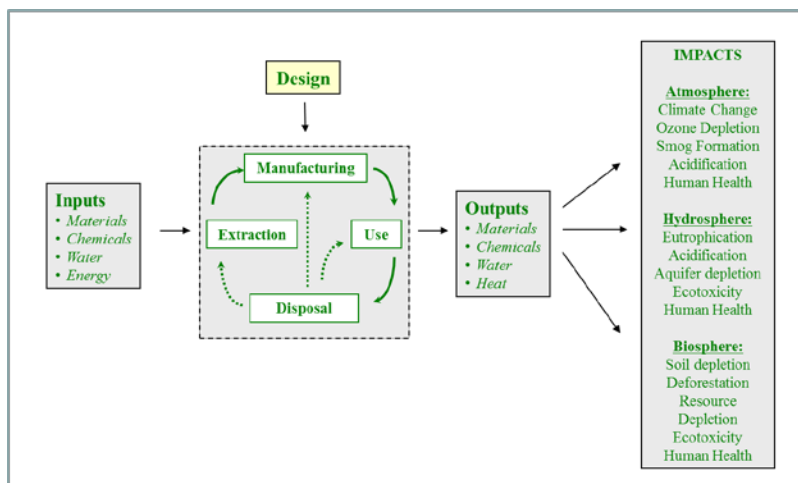 Design
Inputs
• Materials
• Chemicals
• Water
• Energy
Manufacturing
Extraction
Use
Disposal
Outputs
• Materials
• Chemicals
• Water
• Heat
IMPACTS
Atmosphere:
Climate Change
Ozone Depletion
Smog Formation
Acidification
Human Health
Hydrosphere:
Eutrophication
Acidification
Aquifer depletion
Ecotoxicity
Human Health
Biosphere:
Soil depletion
Deforestation
Resource
Depletion
Ecotoxicity
Human Health